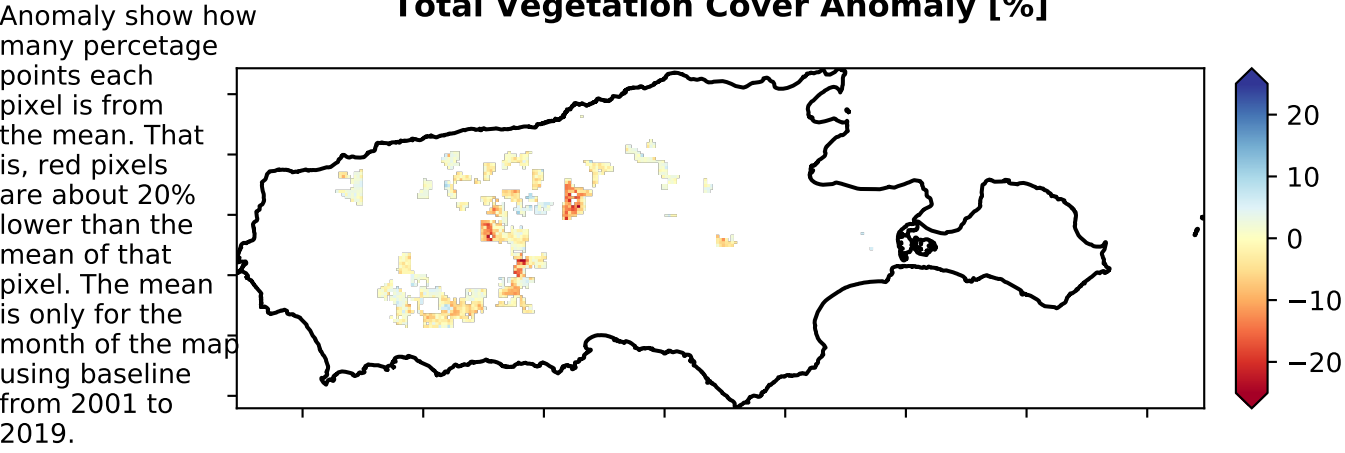 Total Vegetation Cover Anomaly [%]
Anomaly show how
many percetage
points each
pixel is from
the mean. That
is, red pixels
are about 20%
lower than the
mean of that
pixel. The mean
is only for the
month of the map
using baseline
from 2001 to
2019.
20
10
0
−10
−20